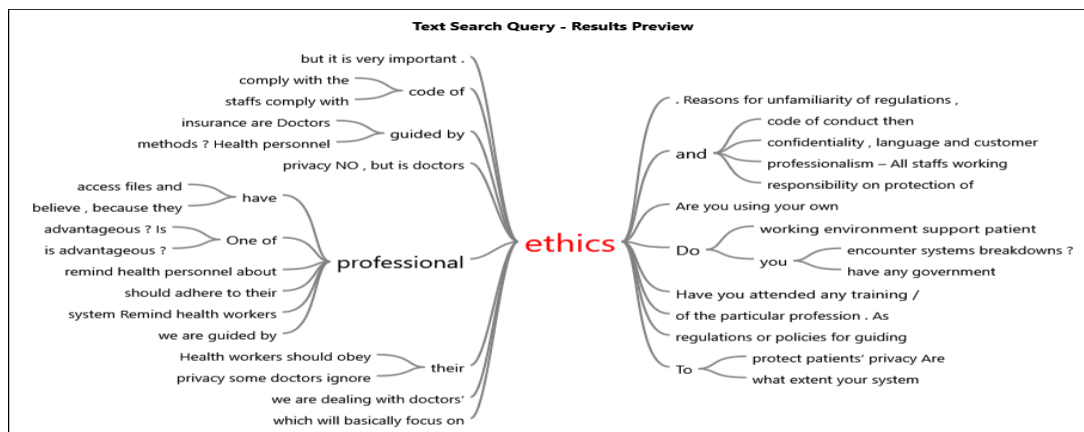 Text Search Query - Results Preview
but it is very important .
comply with the
staffs comply with
code of
insurance are Doctors
methods ? Health personnel
guided by
privacy NO , but is doctors
access files and
believe , because they
have
advantageous ? Is
is advantageous ?
One of
remind health personnel about
should adhere to their
system Remind health workers
we are guided by
professional
Health workers should obey
privacy some doctors ignore
their
we are dealing with doctors'
which will basically focus on
ethics
. Reasons for unfamiliarity of regulations ,
and
code of conduct then
confidentiality , language and customer
professionalism – All staffs working
responsibility on protection of
Are you using your own
Do
working environment support patient
you
encounter systems breakdowns ?
have any government
Have you attended any training /
of the particular profession . As
regulations or policies for guiding
To
protect patients' privacy Are
what extent your system